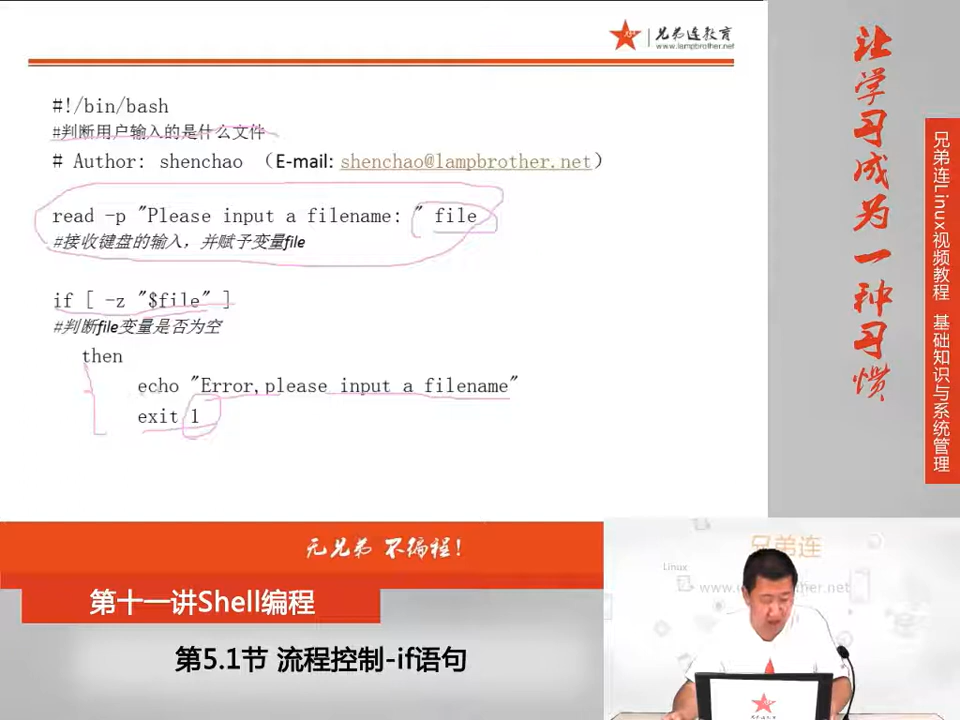 兄弟连教育
www.lampbrother.net
#!/bin/bash
#判断用户输入的是什么文件
# Author: shenchao （E-mail: shenchao@lampbrother.net）
read -p "Please input a filename: " file
#接收键盘的输入，并赋予变量file
if [ -z "$file" ]
#判断file变量是否为空
then
echo "Error,please input a filename"
exit 1
让学习成为一种习惯
兄弟连Linux视频教程 基础知识与系统管理
无兄弟 不编程！
第十一讲Shell编程
第5.1节 流程控制-if语句
兄弟连
Linux